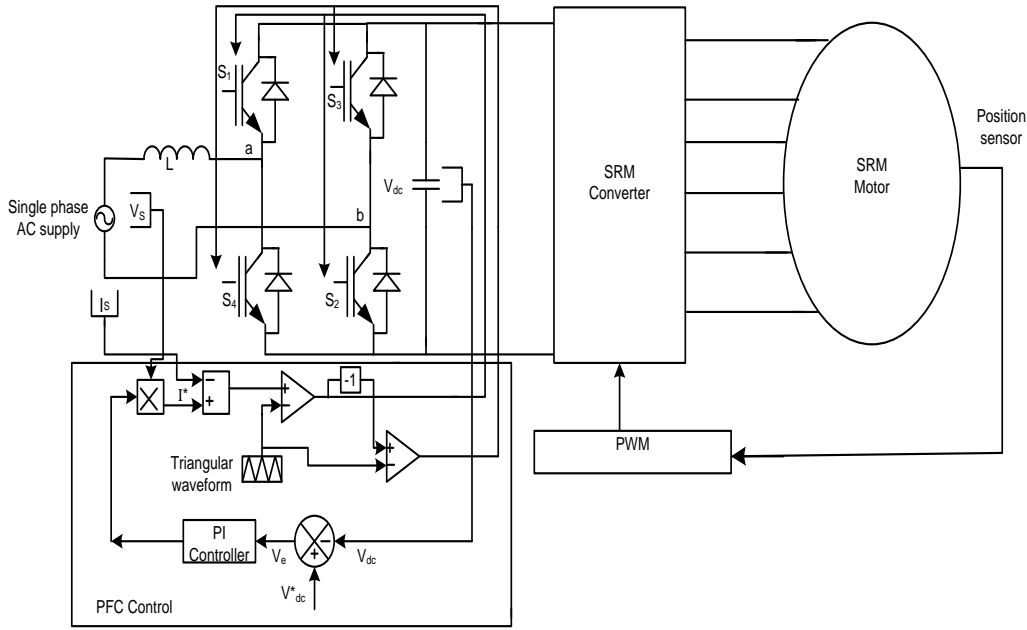 S1
S3
a
L
b
Vdc
Single phase
AC supply
VS
S4
S2
IS
SRM
Converter
SRM
Motor
Position
sensor
PWM
I*
−
+
+
−
-1
+
−
Triangular
waveform
PI
Controller
Ve
−
+
Vdc
V*dc
PFC Control